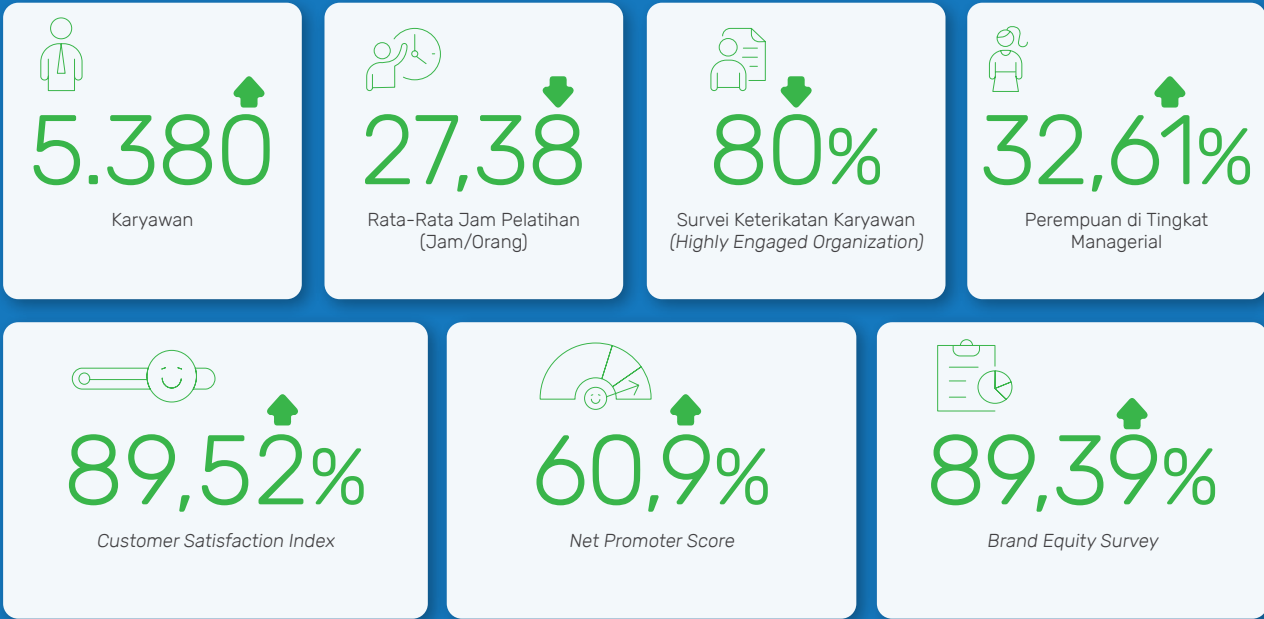 5.380
Karyawan
27,38
Rata-Rata Jam Pelatihan
(Jam/Orang)
80%
Survei Keterikatan Karyawan
(Highly Engaged Organization)
32,61%
Perempuan di Tingkat
Managerial
89,52%
Customer Satisfaction Index
60,9%
Net Promoter Score
89,39%
Brand Equity Survey